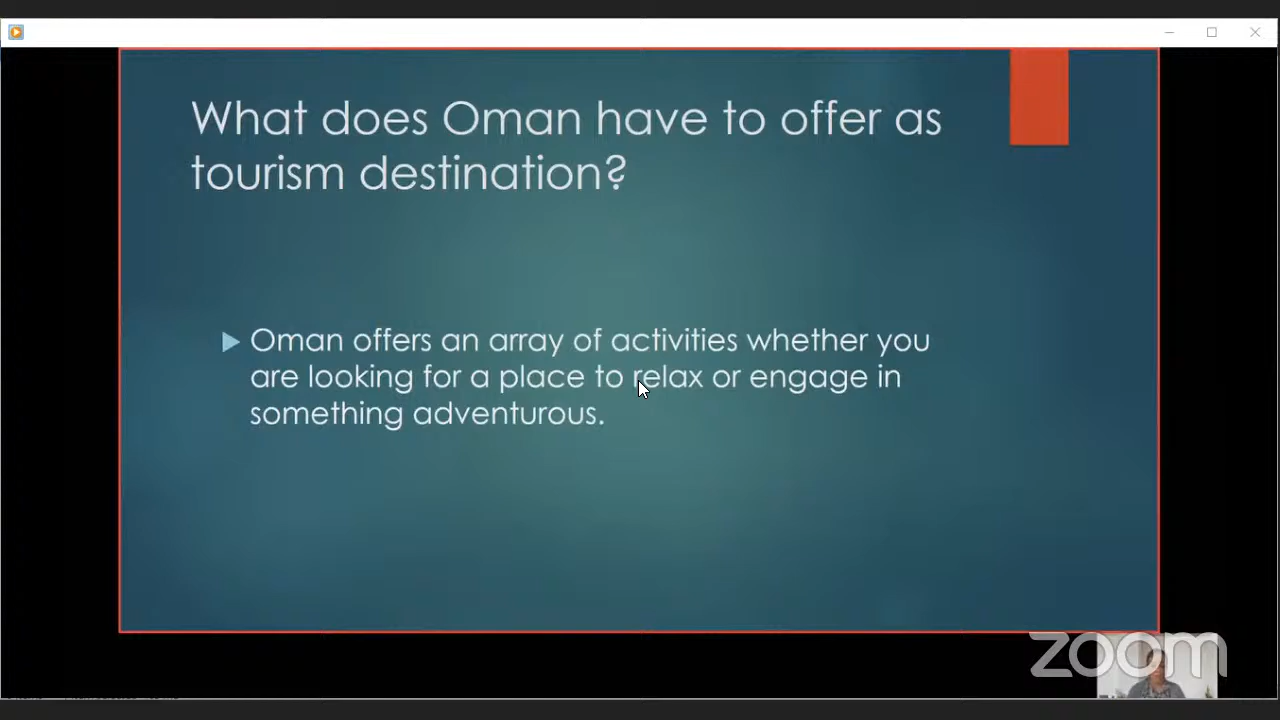 What does Oman have to offer as
tourism destination?
Oman offers an array of activities whether you
are looking for a place to relax or engage in
something adventurous.
zoom